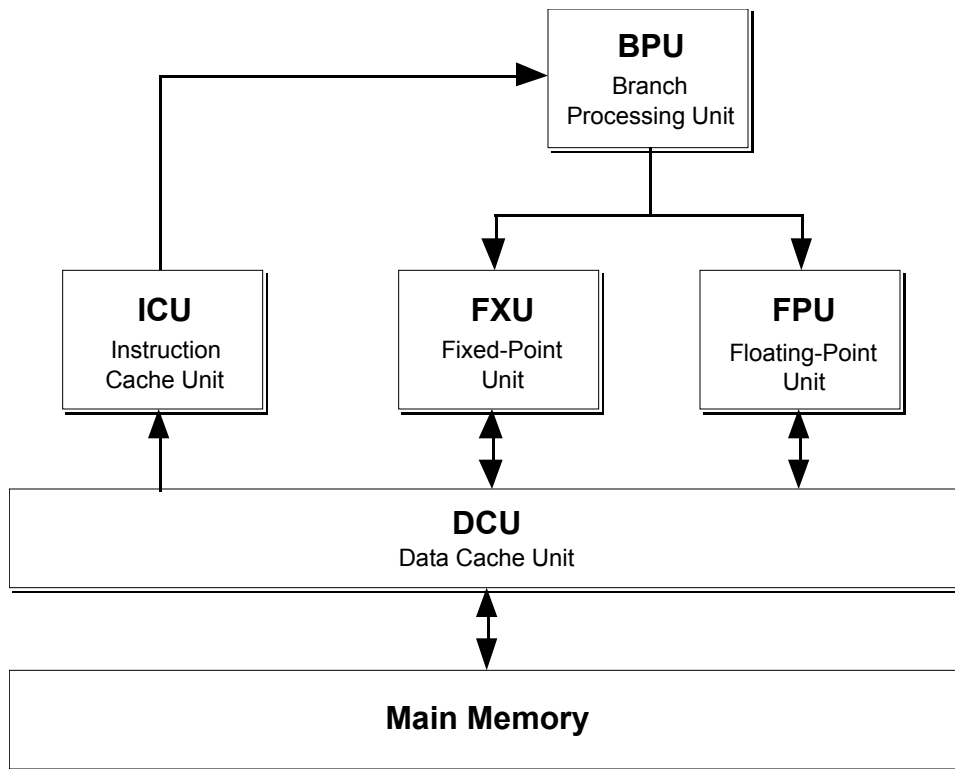 BPU
Branch
Processing Unit
ICU
Instruction
Cache Unit
FXU
Fixed-Point
Unit
FPU
Floating-Point
Unit
DCU
Data Cache Unit
Main Memory